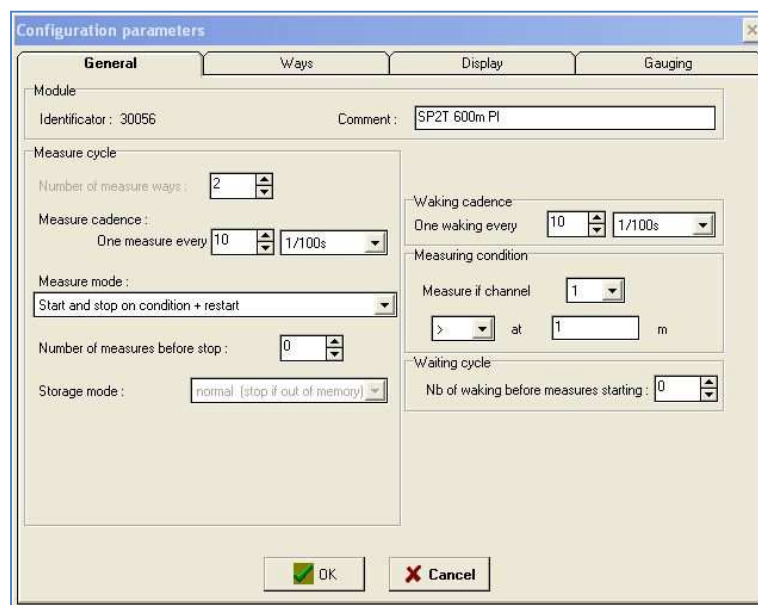 Configuration parameters
General Ways Display Gauging
Module
Identificator : 30056 Comment : SP2T 600m PI
Measure cycle
Number of measure ways : 2
Measure cadence :
One measure every 10 1/100s
Measure mode :
Start and stop on condition + restart
Number of measures before stop : 0
Storage mode : normal (stop if out of memory)
Waking cadence
One waking every 10 1/100s
Measuring condition
Measure if channel 1
> at 1 m
Waiting cycle
Nb of waking before measures starting : 0
OK Cancel